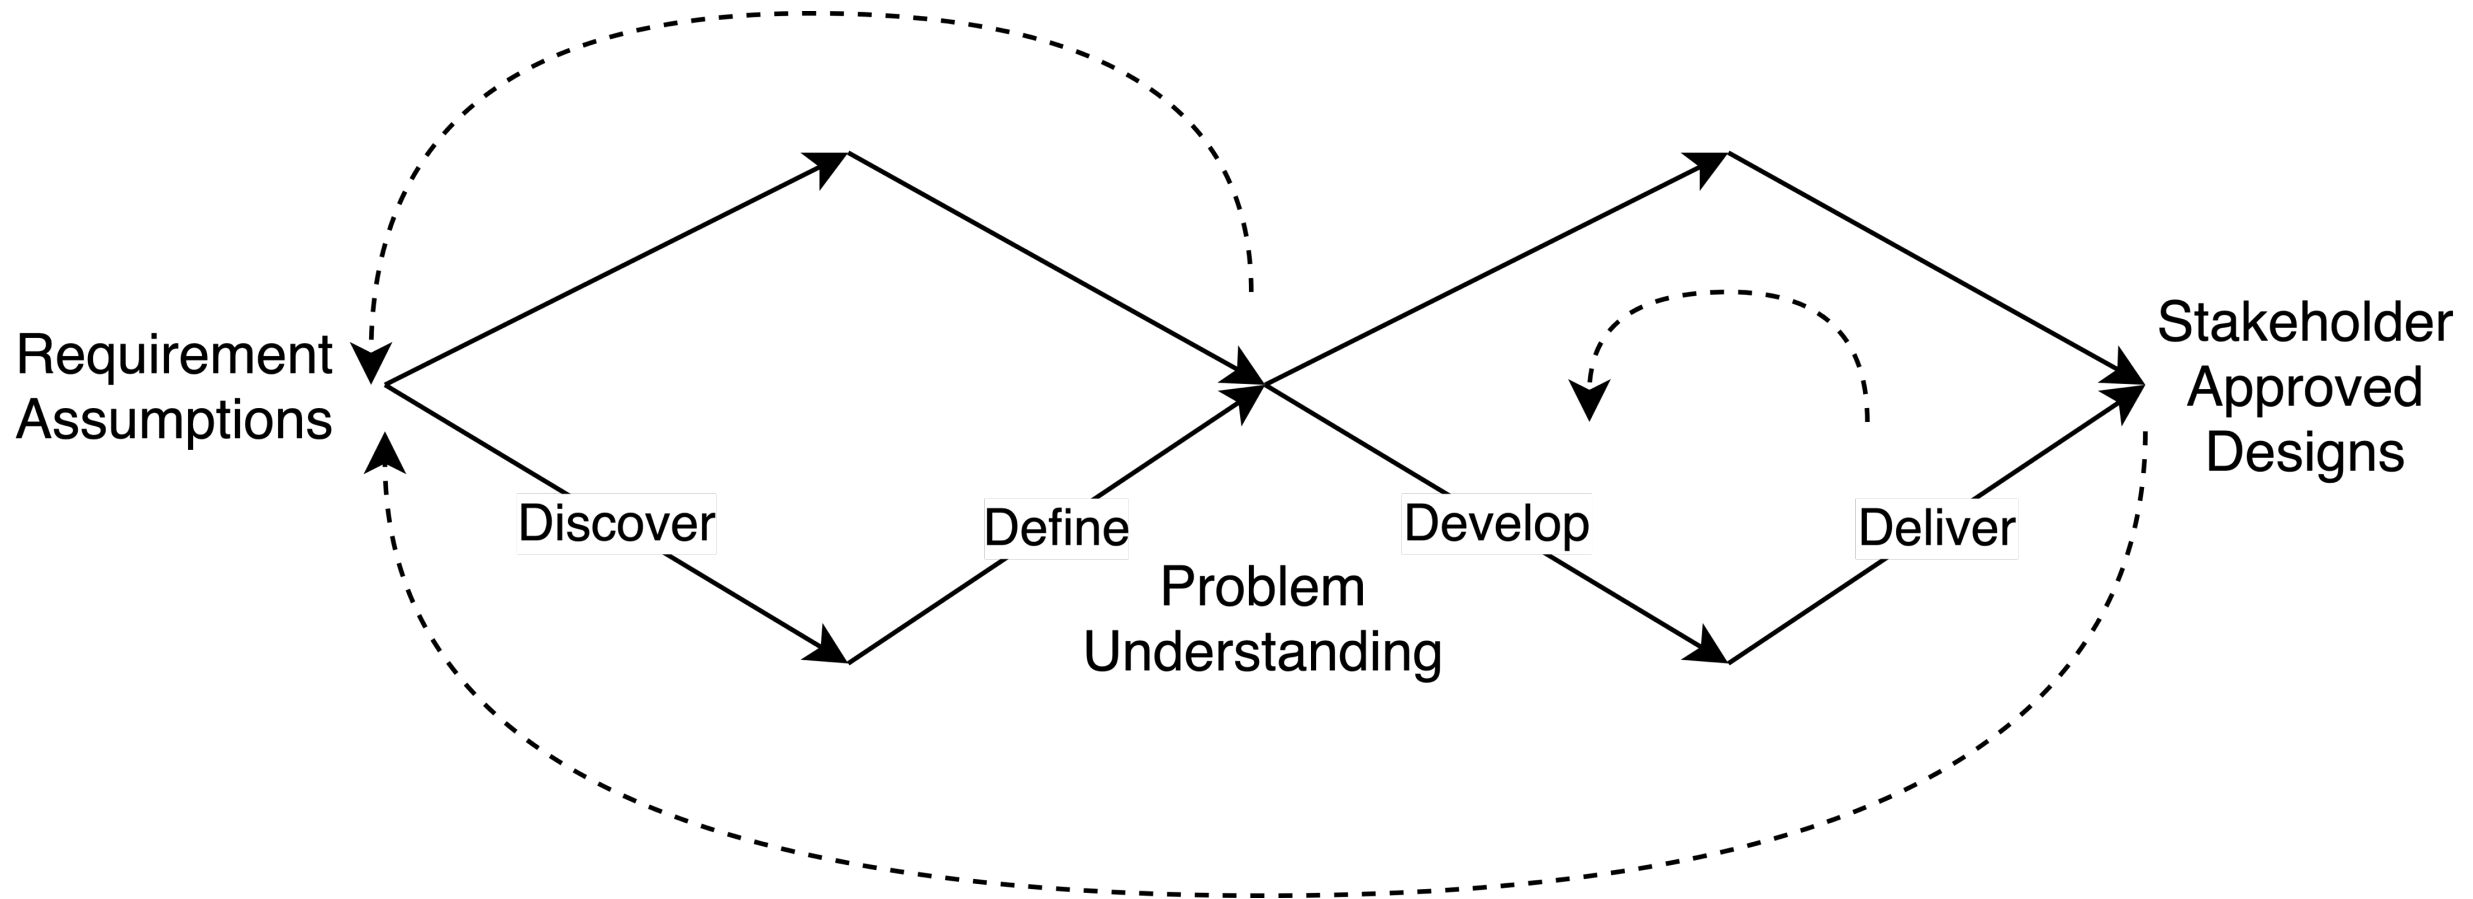 Requirement
Assumptions
Discover
Define
Problem
Understanding
Develop
Deliver
Stakeholder
Approved
Designs